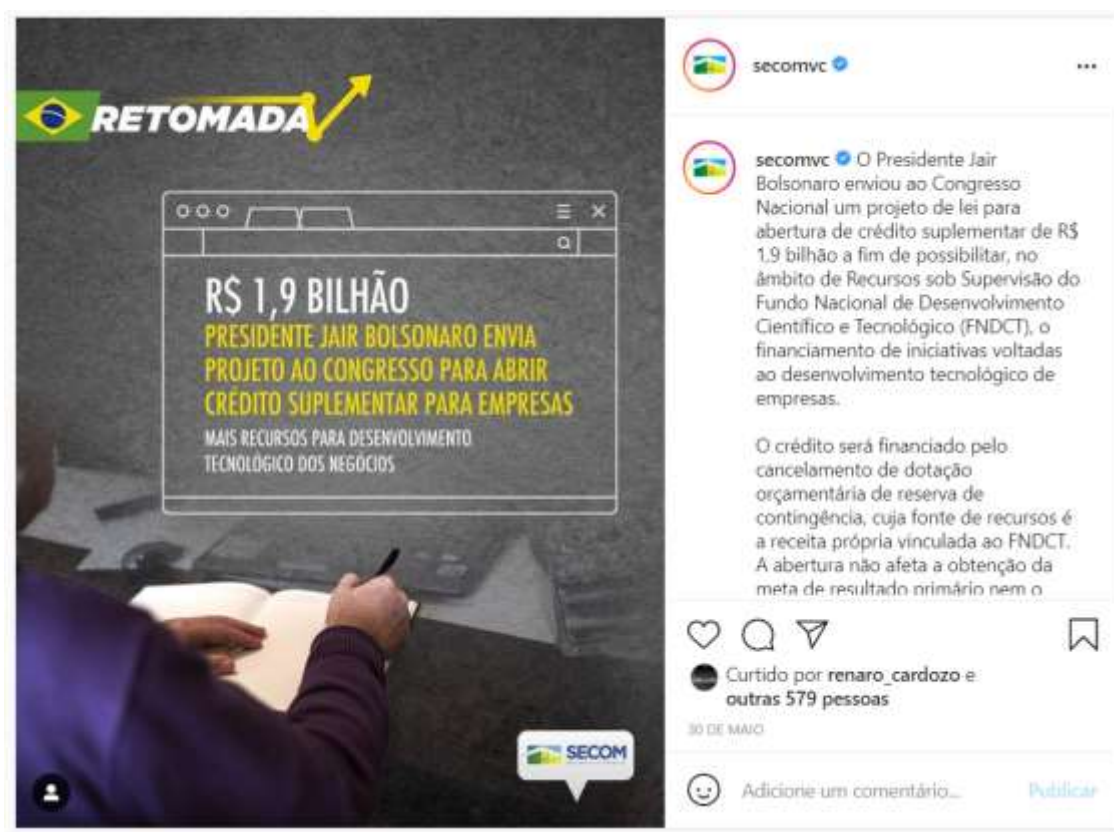 RETOMADA
R$ 1,9 BILHÃO
PRESIDENTE JAIR BOLSONARO ENVIA
PROJETO AO CONGRESSO PARA ABRIR
CRÉDITO SUPLEMENTAR PARA EMPRESAS
MAIS RECURSOS PARA DESENVOLVIMENTO
TECNOLÓGICO DOS NEGÓCIOS
SECOM
secomvc
secomvc O Presidente Jair
Bolsonaro enviou ao Congresso
Nacional um projeto de lei para
abertura de crédito suplementar de R$
1,9 bilhão a fim de possibilitar, no
âmbito de Recursos sob Supervisão do
Fundo Nacional de Desenvolvimento
Científico e Tecnológico (FNDCT), o
financiamento de iniciativas voltadas
ao desenvolvimento tecnológico de
empresas.
O crédito será financiado pelo
cancelamento de dotação
orçamentária de reserva de
contingência, cuja fonte de recursos é
a receita própria vinculada ao FNDCT.
A abertura não afeta a obtenção da
meta de resultado primário nem o
Curtido por renaro_cardozo e
outras 579 pessoas
30 DE MAIO
Adicione um comentário...
Publicar